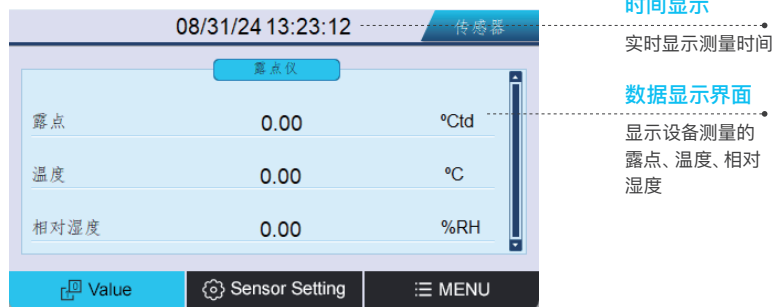 时间显示
08/31/24 13:23:12
传感器
实时显示测量时间
露点仪
数据显示界面
露点 0.00 ºCtd
显示设备测量的
露点、温度、相对
湿度
温度 0.00 ºC
相对湿度 0.00 %RH
Value
Sensor Setting
MENU